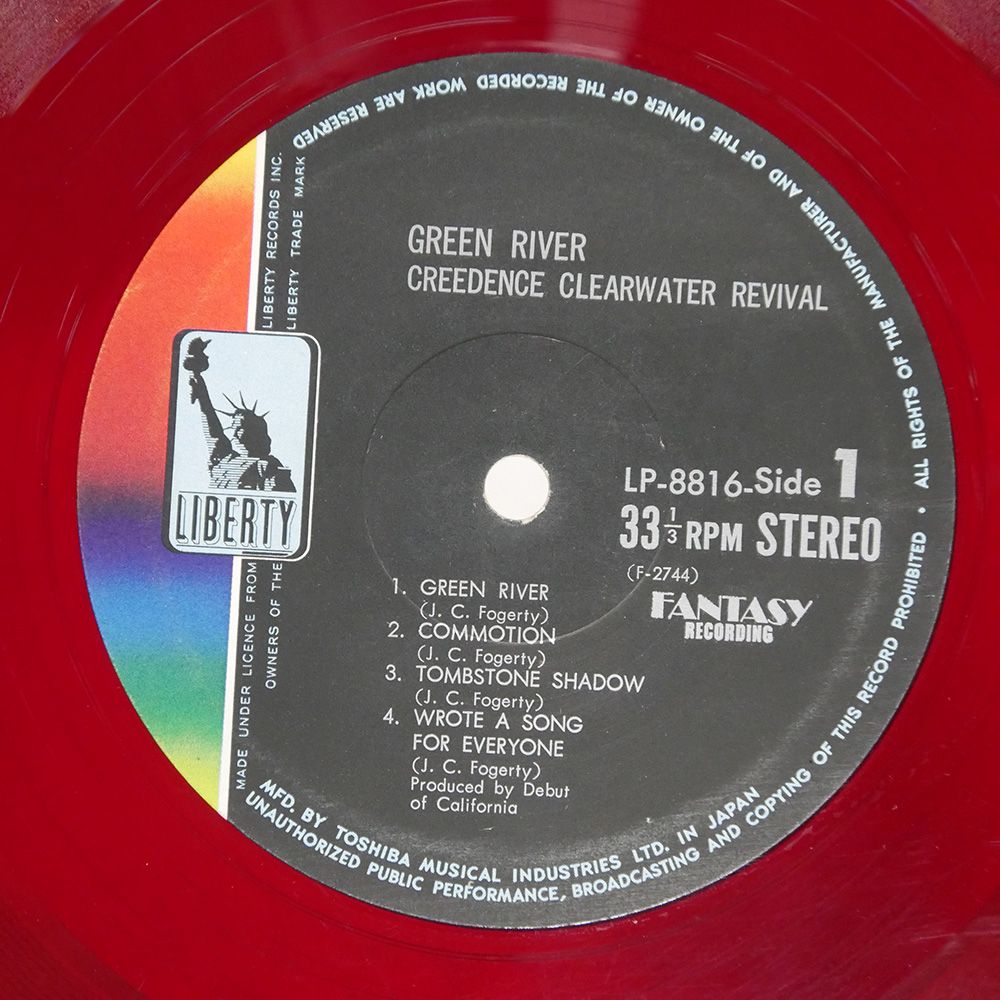 GREEN RIVER
CREEDENCE CLEARWATER REVIVAL
LP-8816-Side 1
33 1/3 RPM STEREO
(F-2744)
FANTASY
RECORDING
LIBERTY
1. GREEN RIVER
(J. C. Fogerty)
2. COMMOTION
(J. C. Fogerty)
3. TOMBSTONE SHADOW
(J. C. Fogerty)
4. WROTE A SONG
FOR EVERYONE
(J. C. Fogerty)
Produced by Debut
of California
MADE UNDER LICENCE FROM LIBERTY RECORDS INC.
OWNERS OF THE LIBERTY TRADE MARK
MFD. BY TOSHIBA MUSICAL INDUSTRIES LTD. IN JAPAN
ALL RIGHTS OF THE MANUFACTURER AND OF THE OWNER OF THE RECORDED WORK ARE RESERVED
UNAUTHORIZED PUBLIC PERFORMANCE, BROADCASTING AND COPYING OF THIS RECORD PROHIBITED •